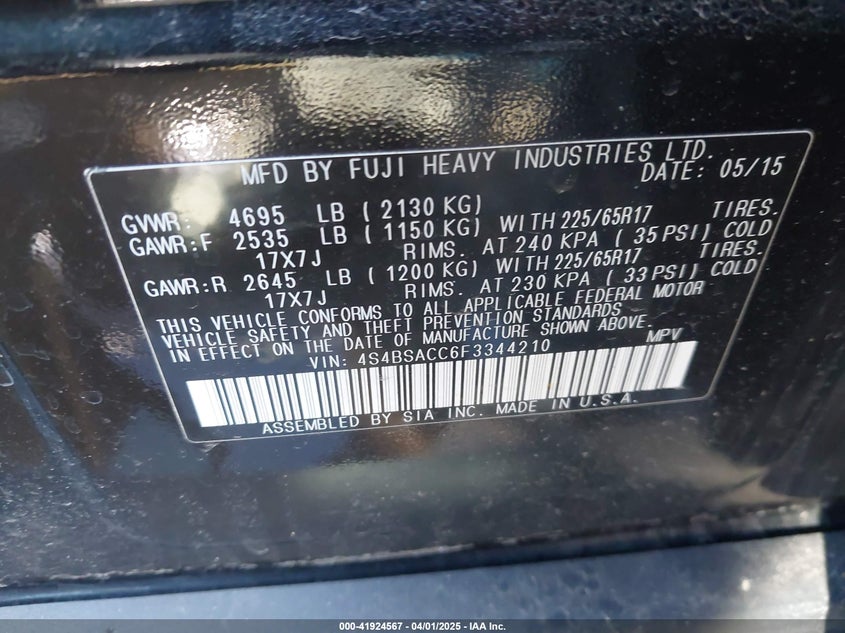 MFD BY FUJI HEAVY INDUSTRIES LTD.
DATE: 05/15
GVWR: 4695 LB ( 2130 KG)
GAWR:F 2535 LB ( 1150 KG) WITH 225/65R17 TIRES.
17X7J RIMS. AT 240 KPA ( 35 PSI) COLD
GAWR:R 2645 LB ( 1200 KG) WITH 225/65R17 TIRES.
17X7J RIMS. AT 230 KPA ( 33 PSI) COLD
THIS VEHICLE CONFORMS TO ALL APPLICABLE FEDERAL MOTOR
VEHICLE SAFETY AND THEFT PREVENTION STANDARDS
IN EFFECT ON THE DATE OF MANUFACTURE SHOWN ABOVE
VIN: 4S4BSACC6F3344210 MPV
ASSEMBLED BY SIA INC. MADE IN U.S.A.
000-41924567 | 04/01/2025 | IAA Inc.